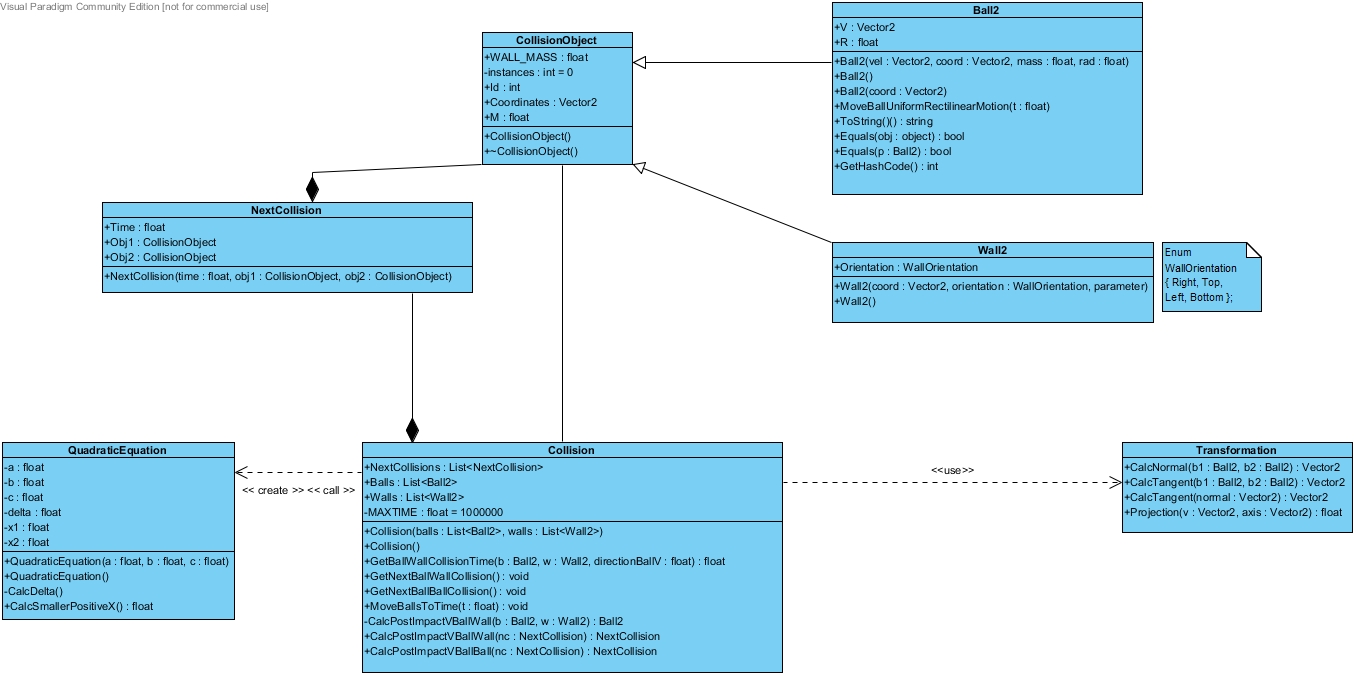 Visual Paradigm Community Edition [not for commercial use]
Ball2
+V : Vector2
+R : float
+Ball2(vel : Vector2, coord : Vector2, mass : float, rad : float)
+Ball2()
+Ball2(coord : Vector2)
+MoveBallUniformRectilinearMotion(t : float)
+ToString()() : string
+Equals(obj : object) : bool
+Equals(p : Ball2) : bool
+GetHashCode() : int
CollisionObject
+WALL_MASS : float
-instances : int = 0
+Id : int
+Coordinates : Vector2
+M : float
+CollisionObject()
+~CollisionObject()
NextCollision
+Time : float
+Obj1 : CollisionObject
+Obj2 : CollisionObject
+NextCollision(time : float, obj1 : CollisionObject, obj2 : CollisionObject)
Wall2
+Orientation : WallOrientation
+Wall2(coord : Vector2, orientation : WallOrientation, parameter)
+Wall2()
Enum
WallOrientation
{ Right, Top,
Left, Bottom };
QuadraticEquation
-a : float
-b : float
-c : float
-delta : float
-x1 : float
-x2 : float
+QuadraticEquation(a : float, b : float, c : float)
+QuadraticEquation()
-CalcDelta()
+CalcSmallerPositiveX() : float
<< create >> << call >>
Collision
+NextCollisions : List<NextCollision>
+Balls : List<Ball2>
+Walls : List<Wall2>
-MAXTIME : float = 1000000
+Collision(balls : List<Ball2>, walls : List<Wall2>)
+Collision()
+GetBallWallCollisionTime(b : Ball2, w : Wall2, directionBallV : float) : float
+GetNextBallWallCollision() : void
+GetNextBallBallCollision() : void
+MoveBallsToTime(t : float) : void
-CalcPostImpactVBallWall(b : Ball2, w : Wall2) : Ball2
+CalcPostImpactVBallWall(nc : NextCollision) : NextCollision
+CalcPostImpactVBallBall(nc : NextCollision) : NextCollision
<<use>>
Transformation
+CalcNormal(b1 : Ball2, b2 : Ball2) : Vector2
+CalcTangent(b1 : Ball2, b2 : Ball2) : Vector2
+CalcTangent(normal : Vector2) : Vector2
+Projection(v : Vector2, axis : Vector2) : float